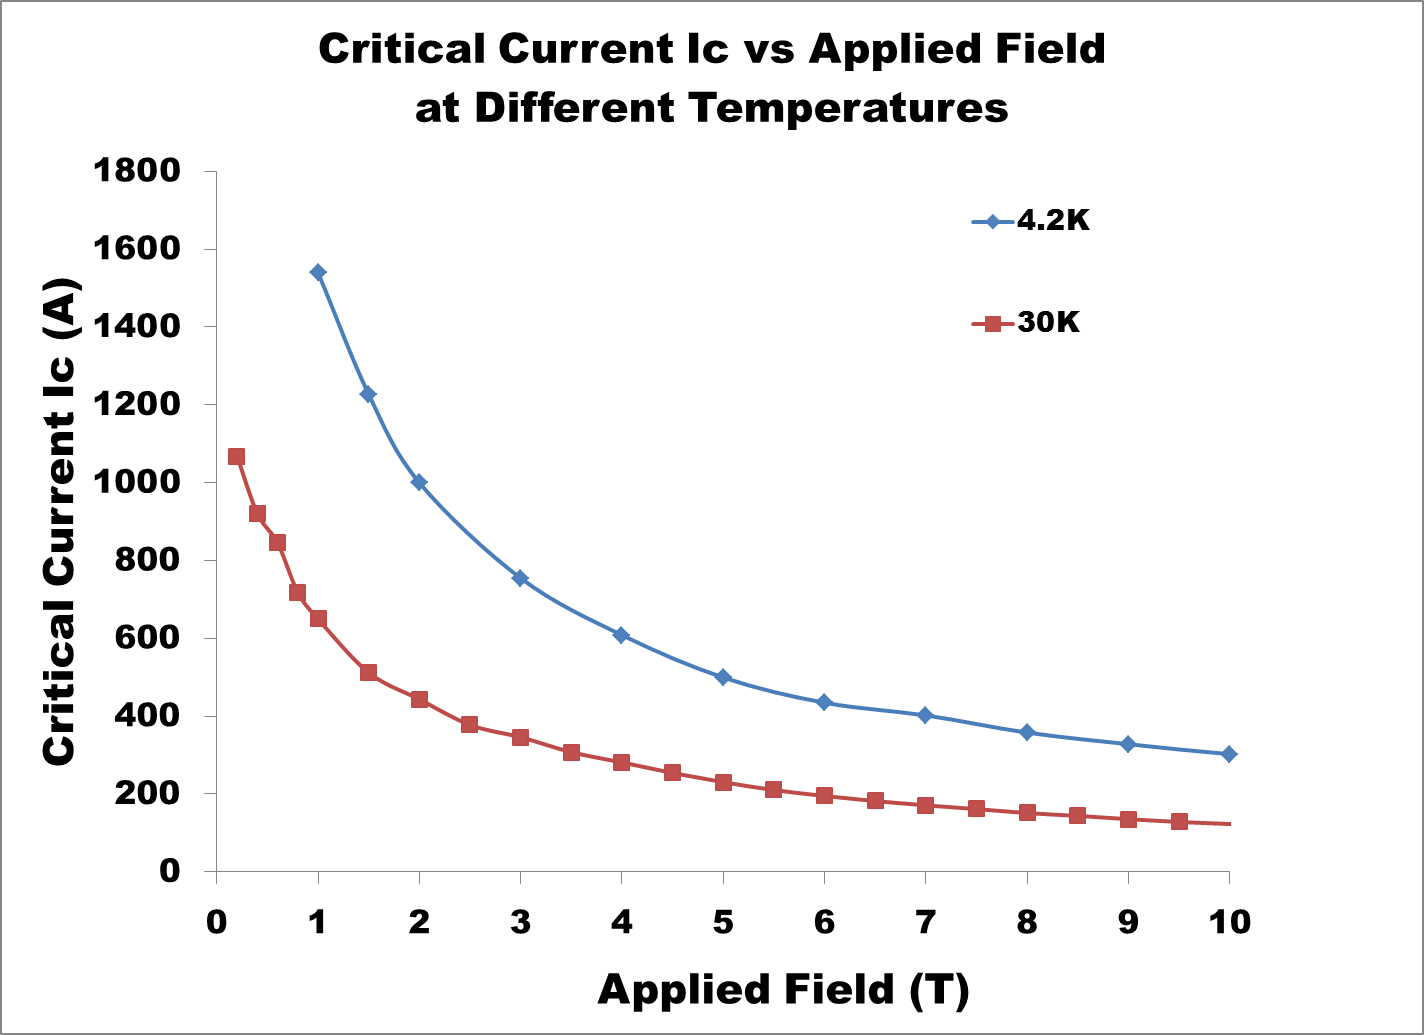 Critical Current Ic vs Applied Field
at Different Temperatures
1800
1600
1400
1200
1000
800
600
400
200
0
Critical Current Ic (A)
4.2K
30K
0 1 2 3 4 5 6 7 8 9 10
Applied Field (T)